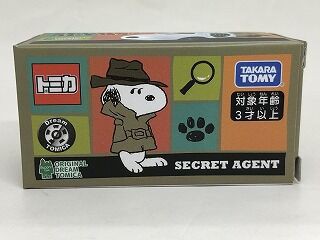 トミカ
TAKARA
TOMY
対象年齢
3才以上
Dream
TOMICA
ORIGINAL
DREAM
TOMICA
SECRET AGENT